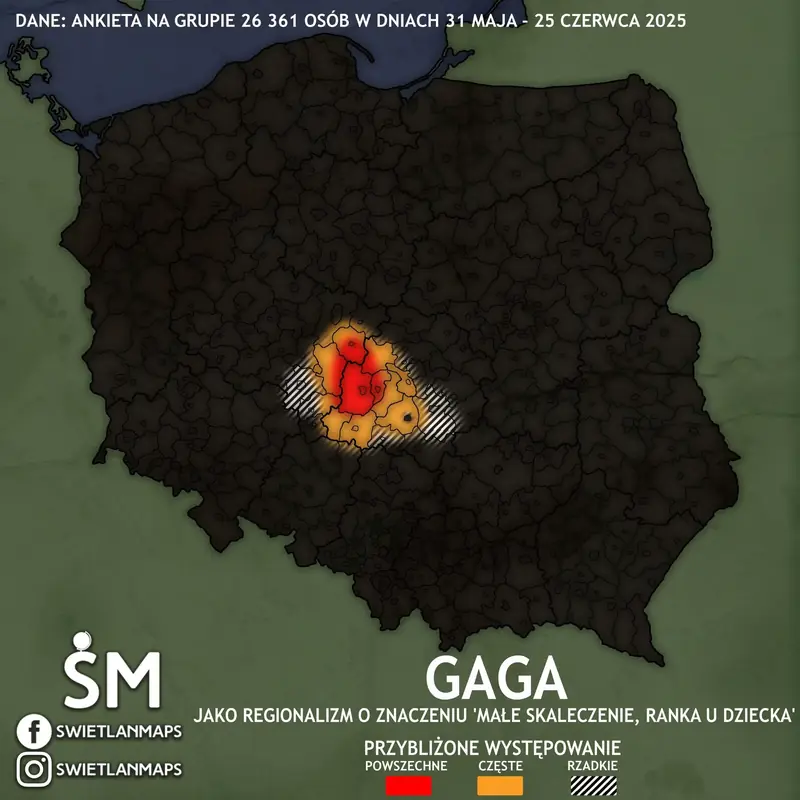 DANE: ANKIETA NA GRUPIE 26 361 OSÓB W DNIACH 31 MAJA - 25 CZERWCA 2025
ŚM
SWIETLANMAPS
SWIETLANMAPS
GAGA
JAKO REGIONALIZM O ZNACZENIU 'MAŁE SKALECZENIE, RANKA U DZIECKA'
PRZYBLIŻONE WYSTĘPOWANIE
POWSZECHNE CZĘSTE RZADKIE